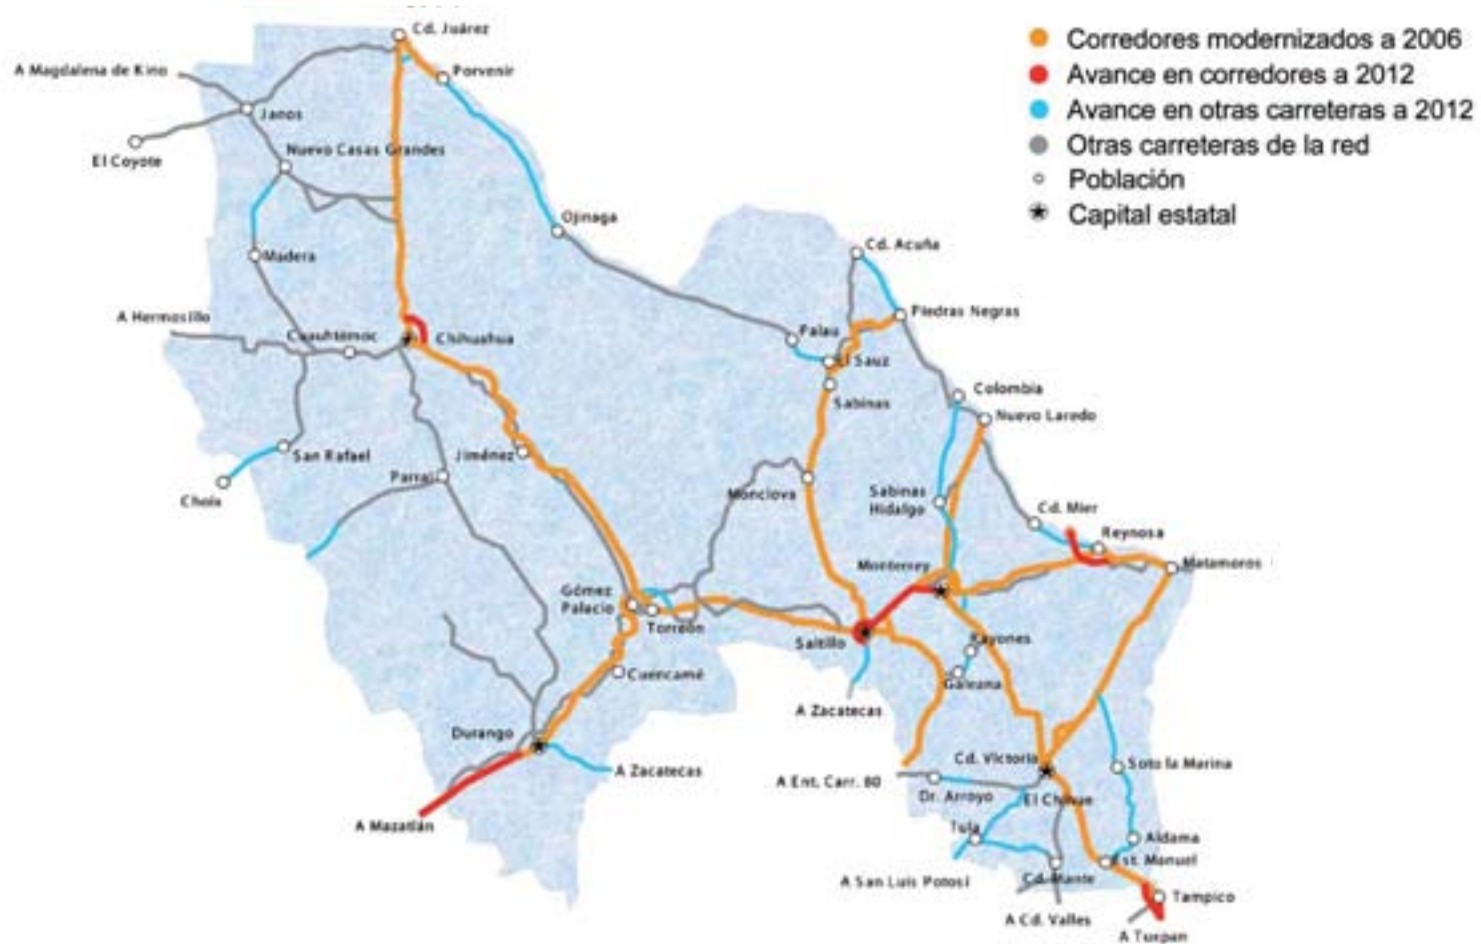 Cd. Juárez
Corredores modernizados a 2006
A Magdalena de Kino
Porvenir
Avance en corredores a 2012
Janos
Avance en otras carreteras a 2012
El Coyote
Nuevo Casas Grandes
Otras carreteras de la red
Población
Capital estatal
Ojinaga
Cd. Acuña
Madera
A Hermosillo
Piedras Negras
Cuauhtémoc
Chihuahua
Palau
El Sauz
Colombia
Sabinas
Nuevo Laredo
San Rafael
Jiménez
Parral
Choix
Monclova
Sabinas
Hidalgo
Cd. Mier
Reynosa
Monterrey
Matamoros
Gómez
Palacio
Torreón
Saltillo
Rayones
Cuencamé
Galeana
A Zacatecas
Durango
Cd. Victoria
Soto la Marina
A Zacatecas
A Ent. Carr. 80
Dr. Arroyo
El Chihue
A Mazatlán
Tula
Aldama
Est. Manuel
A San Luis Potosí
Cd. Mante
Tampico
A Cd. Valles
A Tuxpan